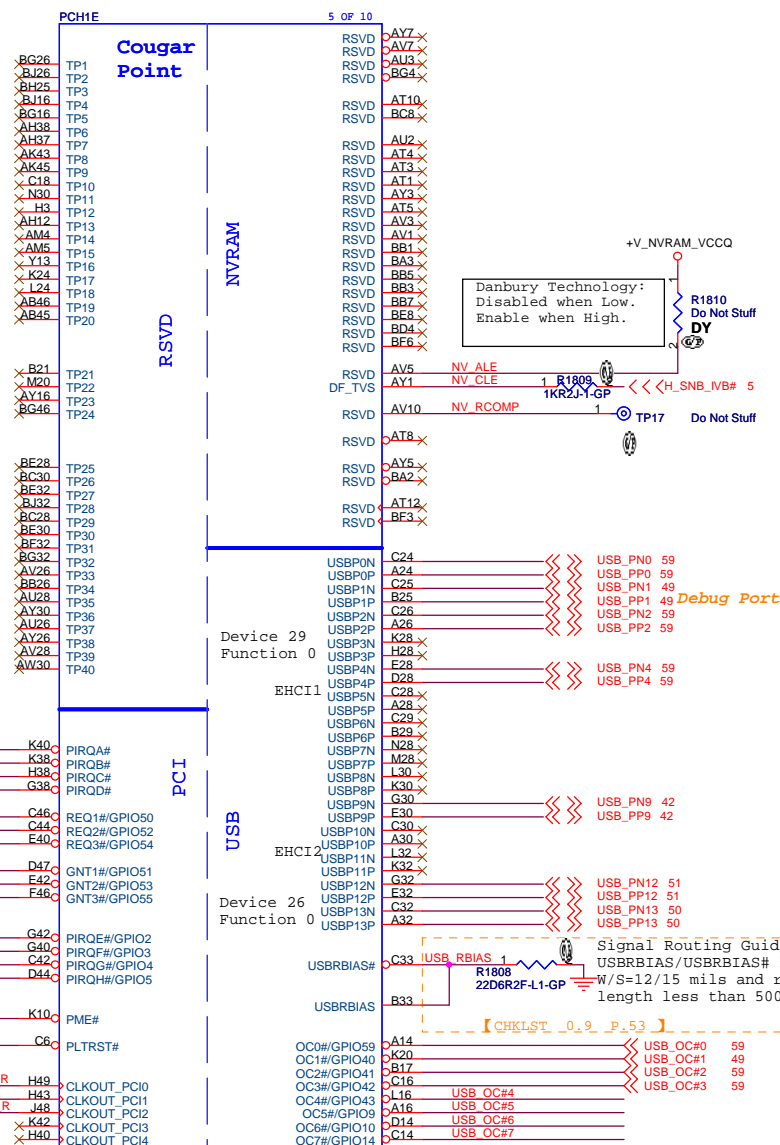 PCH1E
5 OF 10
Cougar
Point
RSVD
NVRAM
PCI
USB
BG26 TP1
BJ26 TP2
BH25 TP3
BJ16 TP4
BG16 TP5
AH38 TP6
AH37 TP7
AK43 TP8
AK45 TP9
C18 TP10
N30 TP11
H3 TP12
AH12 TP13
AM4 TP14
AM5 TP15
Y13 TP16
K24 TP17
L24 TP18
AB46 TP19
AB45 TP20
B21 TP21
M20 TP22
AY16 TP23
BG46 TP24
BE28 TP25
BC30 TP26
BE32 TP27
BJ32 TP28
BC28 TP29
BE30 TP30
BF32 TP31
BG32 TP32
AV26 TP33
BB26 TP34
AU28 TP35
AY30 TP36
AU26 TP37
AY26 TP38
AV28 TP39
AW30 TP40
K40 PIRQA#
K38 PIRQB#
H38 PIRQC#
G38 PIRQD#
C46 REQ1#/GPIO50
C44 REQ2#/GPIO52
E40 REQ3#/GPIO54
D47 GNT1#/GPIO51
E42 GNT2#/GPIO53
F46 GNT3#/GPIO55
G42 PIRQE#/GPIO2
G40 PIRQF#/GPIO3
C42 PIRQG#/GPIO4
D44 PIRQH#/GPIO5
K10 PME#
C6 PLTRST#
R H49 CLKOUT_PCI0
H43 CLKOUT_PCI1
R J48 CLKOUT_PCI2
K42 CLKOUT_PCI3
H40 CLKOUT_PCI4
RSVD AY7
RSVD AV7
RSVD AU3
RSVD BG4
RSVD AT10
RSVD BC8
RSVD AU2
RSVD AT4
RSVD AT3
RSVD AT1
RSVD AY3
RSVD AT5
RSVD AV3
RSVD AV1
RSVD BB1
RSVD BA3
RSVD BB5
RSVD BB3
RSVD BB7
RSVD BE8
RSVD BD4
RSVD BF6
RSVD AV5 NV_ALE
DF_TVS AY1 NV_CLE 1 R1809 H_SNB_IVB# 5
1KR2J-1-GP
RSVD AV10 NV_RCOMP 1 TP17 Do Not Stuff
RSVD AT8
RSVD AY5
RSVD BA2
RSVD AT12
RSVD BF3
+V_NVRAM_VCCQ
1
R1810
Do Not Stuff
DY
2
Danbury Technology:
Disabled when Low.
Enable when High.
USBP0N C24 USB_PN0 59
USBP0P A24 USB_PP0 59
USBP1N C25 USB_PN1 49
USBP1P B25 USB_PP1 49 Debug Port
USBP2N C26 USB_PN2 59
USBP2P A26 USB_PP2 59
USBP3N K28
USBP3P H28
USBP4N E28 USB_PN4 59
USBP4P D28 USB_PP4 59
USBP5N C28
USBP5P A28
USBP6N C29
USBP6P B29
USBP7N N28
USBP7P M28
USBP8N L30
USBP8P K30
USBP9N G30 USB_PN9 42
USBP9P E30 USB_PP9 42
USBP10N C30
USBP10P A30
USBP11N L32
USBP11P K32
USBP12N G32 USB_PN12 51
USBP12P E32 USB_PP12 51
USBP13N C32 USB_PN13 50
USBP13P A32 USB_PP13 50
Device 29
Function 0
EHCI1
EHCI2
Device 26
Function 0
USBRBIAS# C33 USB_RBIAS 1
R1808
22D6R2F-L1-GP
USBRBIAS B33
Signal Routing Guid
USBRBIAS/USBRBIAS#
W/S=12/15 mils and r
length less than 500
【 CHKLST 0.9 P.53 】
OC0#/GPIO59 A14 USB_OC#0 59
OC1#/GPIO40 K20 USB_OC#1 49
OC2#/GPIO41 B17 USB_OC#2 59
OC3#/GPIO42 C16 USB_OC#3 59
OC4#/GPIO43 L16 USB_OC#4
OC5#/GPIO9 A16 USB_OC#5
OC6#/GPIO10 D14 USB_OC#6
OC7#/GPIO14 C14 USB_OC#7